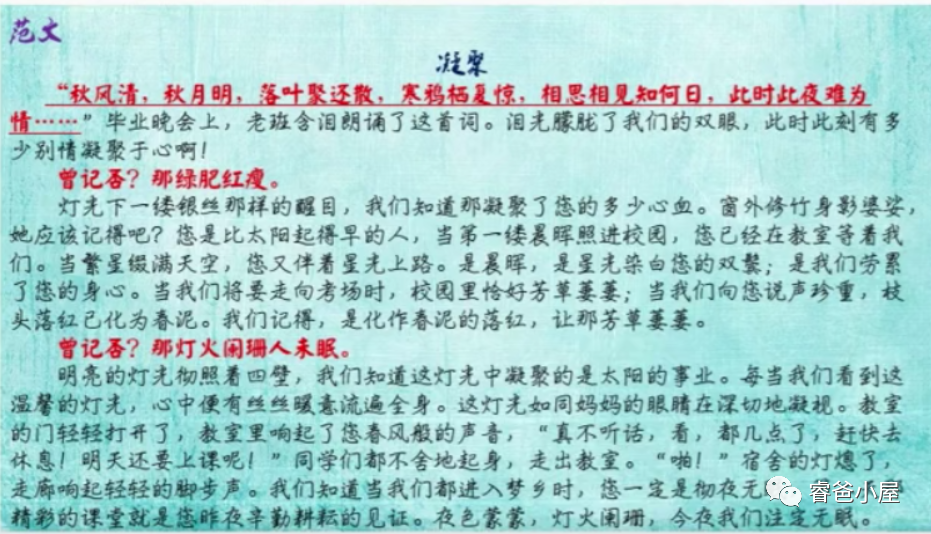 范文
凝聚
“秋风清，秋月明，落叶聚还散，寒鸦栖复惊，相思相见知何日，此时此夜难为
情……”毕业晚会上，老班含泪朗诵了这首词。泪光朦胧了我们的双眼，此时此刻有多
少别情凝聚于心啊！
曾记否？那绿肥红瘦。
灯光下一缕银丝那样的醒目，我们知道那凝聚了您的多少心血。窗外修竹身影婆娑，
她应该记得吧？您是比太阳起得早的人，当第一缕晨晖照进校园，您已经在教室等着我
们。当繁星缀满天空，您又伴着星光上路。是晨晖，是星光染白您的双鬓；是我们劳累
了您的身心。当我们将要走向考场时，校园里恰好芳草萋萋；当我们向您说声珍重，枝
头落红已化为春泥。我们记得，是化作春泥的落红，让那芳草萋萋。
曾记否？那灯火阑珊人未眠。
明亮的灯光彻照着四壁，我们知道这灯光中凝聚的是太阳的事业。每当我们看到这
温馨的灯光，心中便有丝丝暖意流遍全身。这灯光如同妈妈的眼睛在深切地凝视。教室
的门轻轻打开了，教室里响起了您春风般的声音，“真不听话，看，都几点了，赶快去
休息！明天还要上课呢！”同学们都不舍地起身，走出教室。“啪！”宿舍的灯熄了，
走廊响起轻轻的脚步声。我们知道当我们都进入梦乡时，您一定是彻夜无
精彩的课堂就是您昨夜辛勤耕耘的见证。夜色蒙蒙，灯火阑珊，今夜我们注定无眠。
睿爸小屋